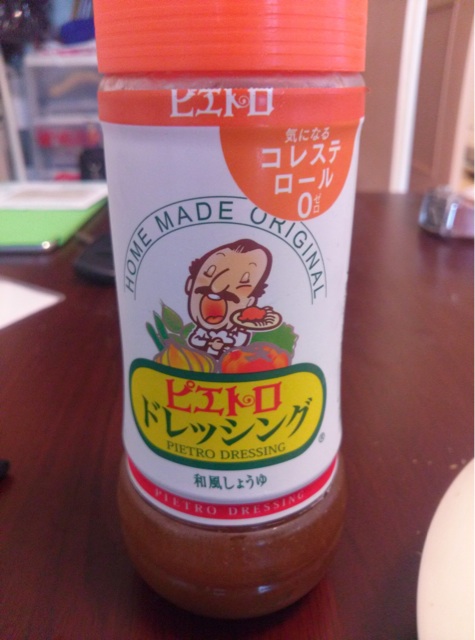 ピエトロ
気になる
コレステ
ロール
0ゼロ
HOME MADE ORIGINAL
ピエトロ
ドレッシング
PIETRO DRESSING
®
和風しょうゆ
PIETRO DRESSING